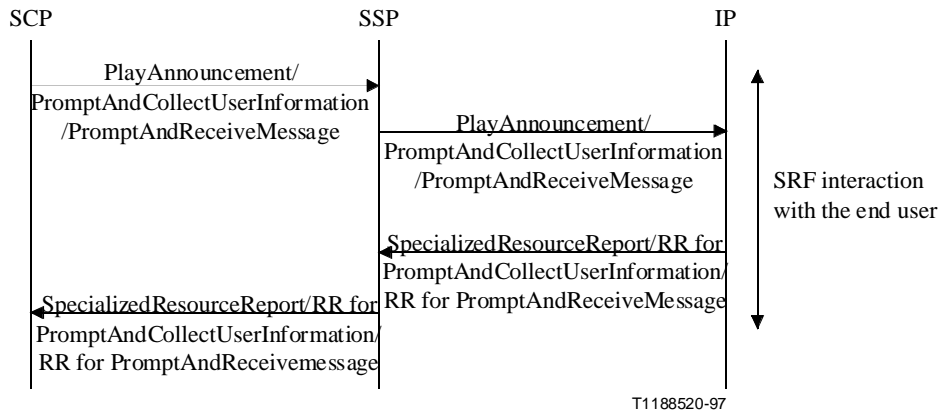 SCP
SSP
IP
PlayAnnouncement/
PromptAndCollectUserInformation
/PromptAndReceiveMessage
PlayAnnouncement/
PromptAndCollectUserInformation
/PromptAndReceiveMessage
SRF interaction
with the end user
SpecializedResourceReport/RR for
PromptAndCollectUserInformation/
RR for PromptAndReceiveMessage
SpecializedResourceReport/RR for
PromptAndCollectUserInformation/
RR for PromptAndReceivemessage
T1188520-97